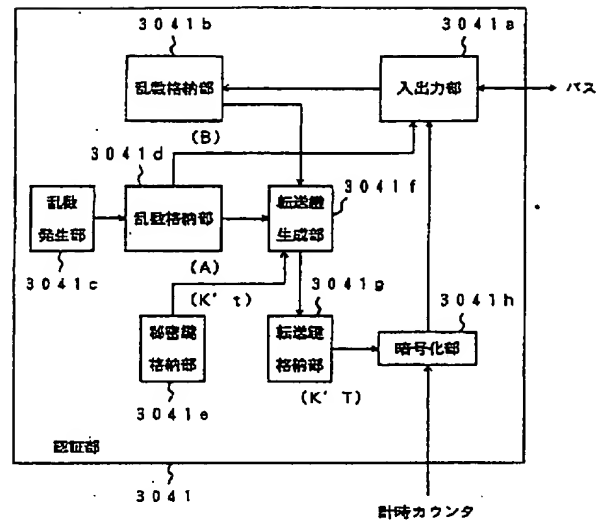 3041b
3041a
乱数格納部
入出力部
バス
(B)
3041d
3041f
乱数
発生部
乱数格納部
転送鍵
生成部
3041c
(A)
(K't)
3041g
3041h
秘密鍵
格納部
転送鍵
格納部
暗号化部
3041e
(K'T)
認証部
3041
計時カウンタ